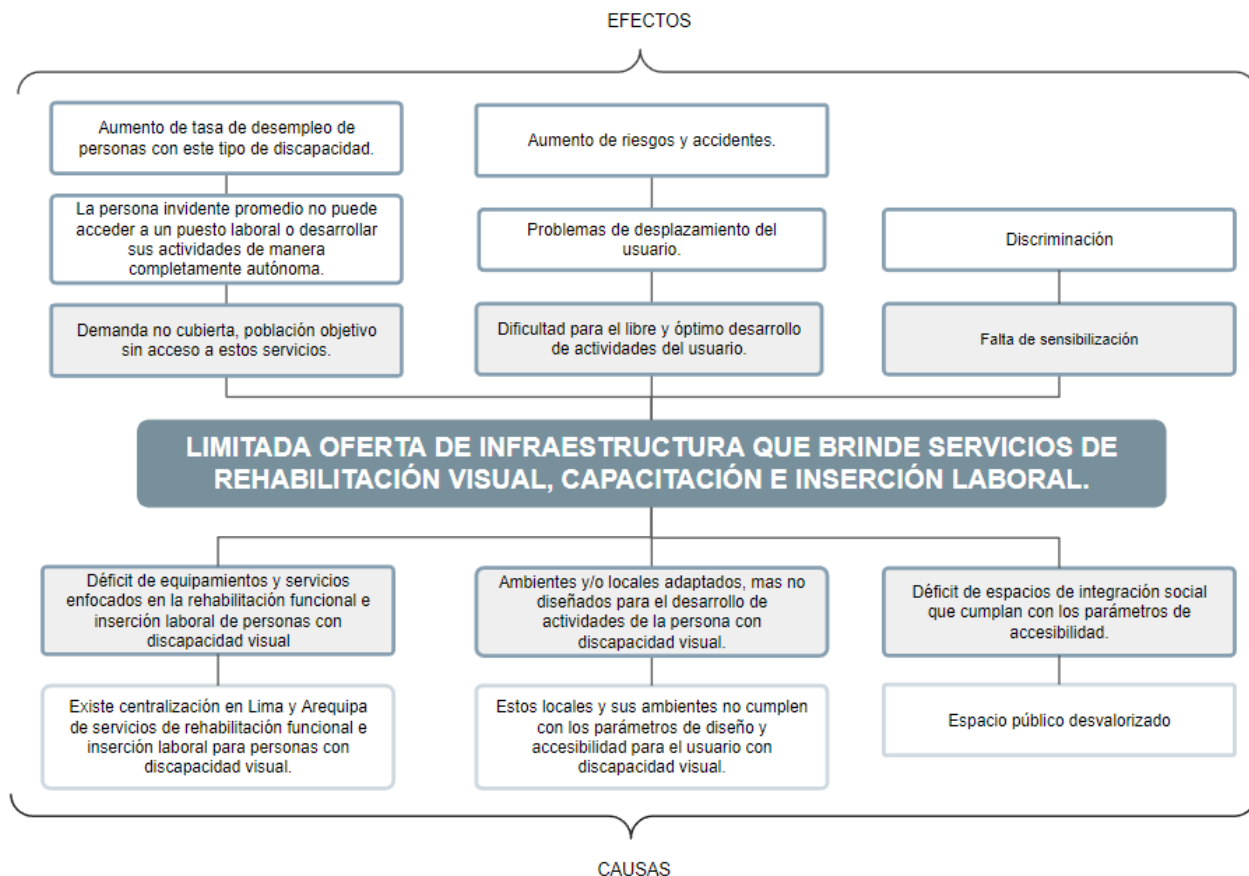 EFECTOS
Aumento de tasa de desempleo de
personas con este tipo de discapacidad.
Aumento de riesgos y accidentes.
La persona invidente promedio no puede
acceder a un puesto laboral o desarrollar
sus actividades de manera
completamente autónoma.
Problemas de desplazamiento del
usuario.
Discriminación
Demanda no cubierta, población objetivo
sin acceso a estos servicios.
Dificultad para el libre y óptimo desarrollo
de actividades del usuario.
Falta de sensibilización
LIMITADA OFERTA DE INFRAESTRUCTURA QUE BRINDE SERVICIOS DE
REHABILITACIÓN VISUAL, CAPACITACIÓN E INSERCIÓN LABORAL.
Déficit de equipamientos y servicios
enfocados en la rehabilitación funcional e
inserción laboral de personas con
discapacidad visual
Ambientes y/o locales adaptados, mas no
diseñados para el desarrollo de
actividades de la persona con
discapacidad visual.
Déficit de espacios de integración social
que cumplan con los parámetros de
accesibilidad.
Existe centralización en Lima y Arequipa
de servicios de rehabilitación funcional e
inserción laboral para personas con
discapacidad visual.
Estos locales y sus ambientes no cumplen
con los parámetros de diseño y
accesibilidad para el usuario con
discapacidad visual.
Espacio público desvalorizado
CAUSAS